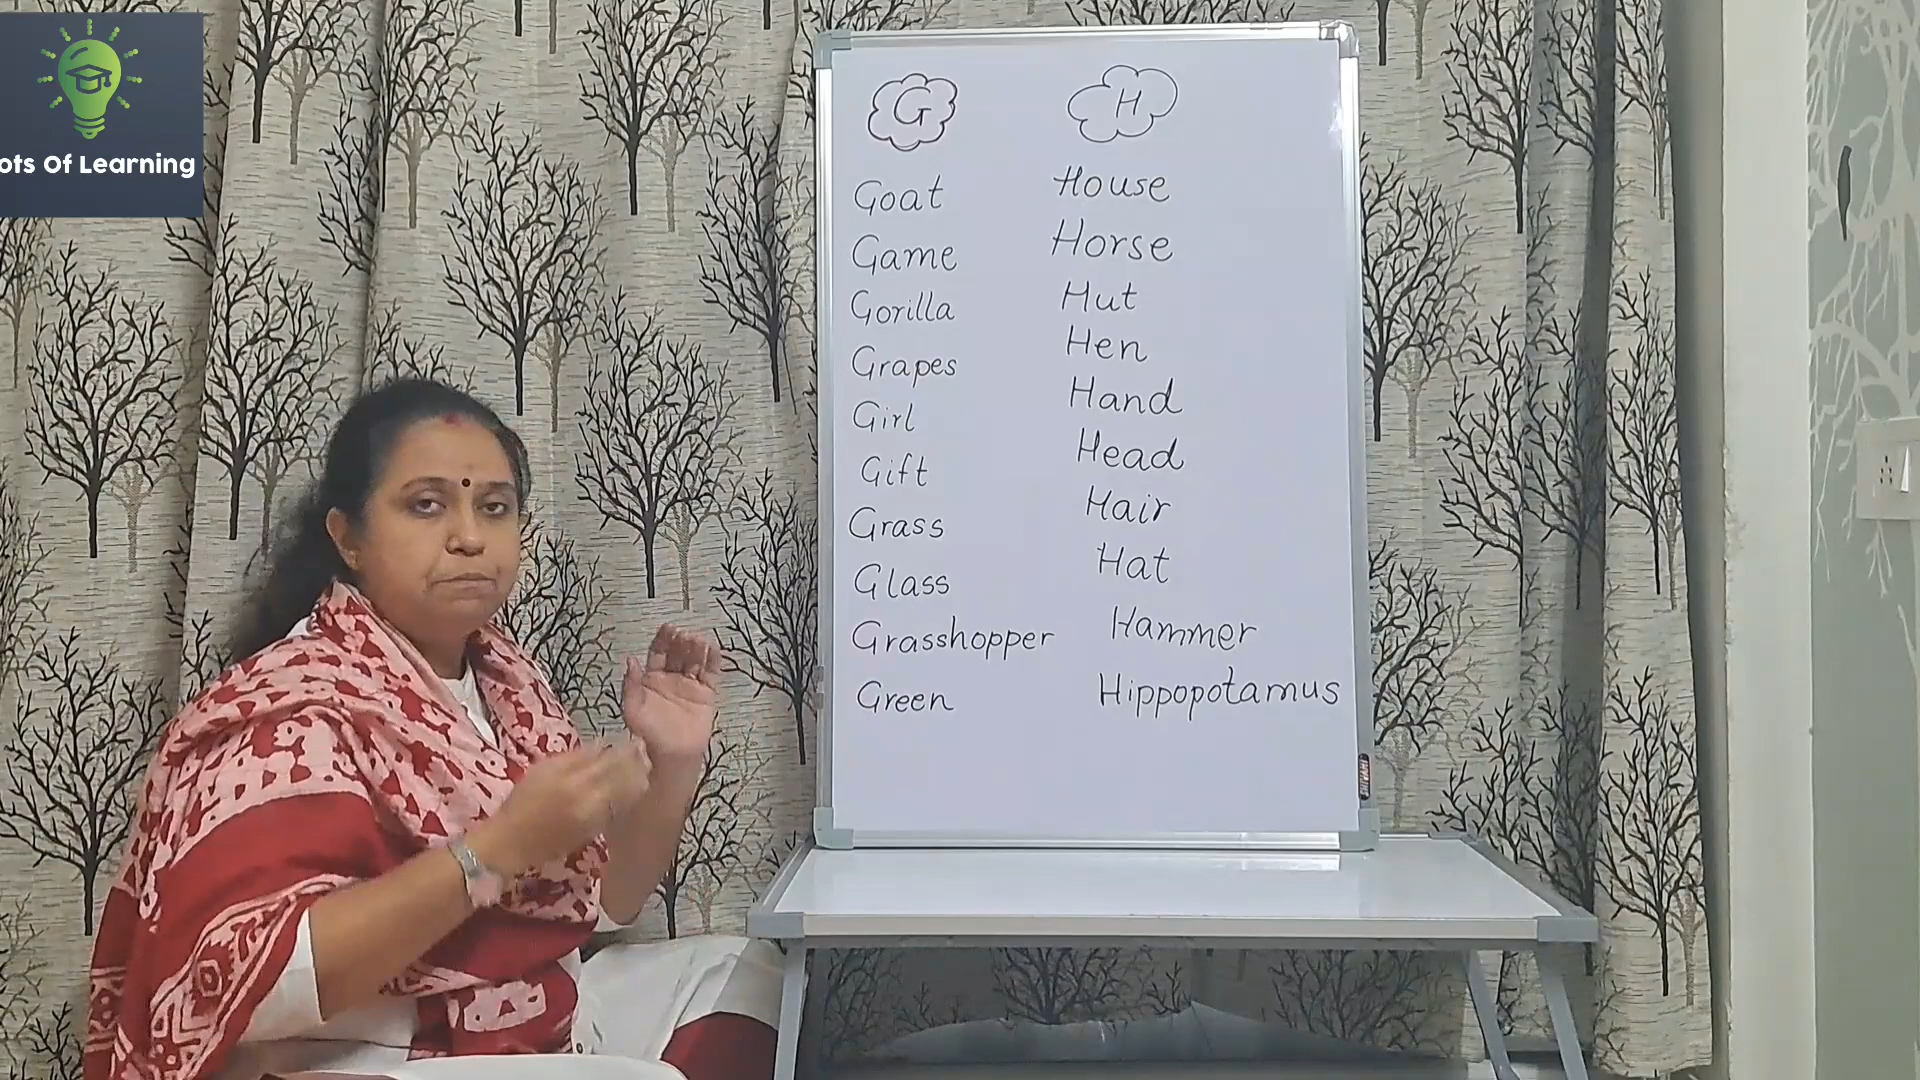 ots Of Learning
G
H
Goat
House
Game
Horse
Gorilla
Hut
Grapes
Hen
Girl
Hand
Gift
Head
Grass
Hair
Glass
Hat
Grasshopper
Hammer
Green
Hippopotamus
SHIVAMI